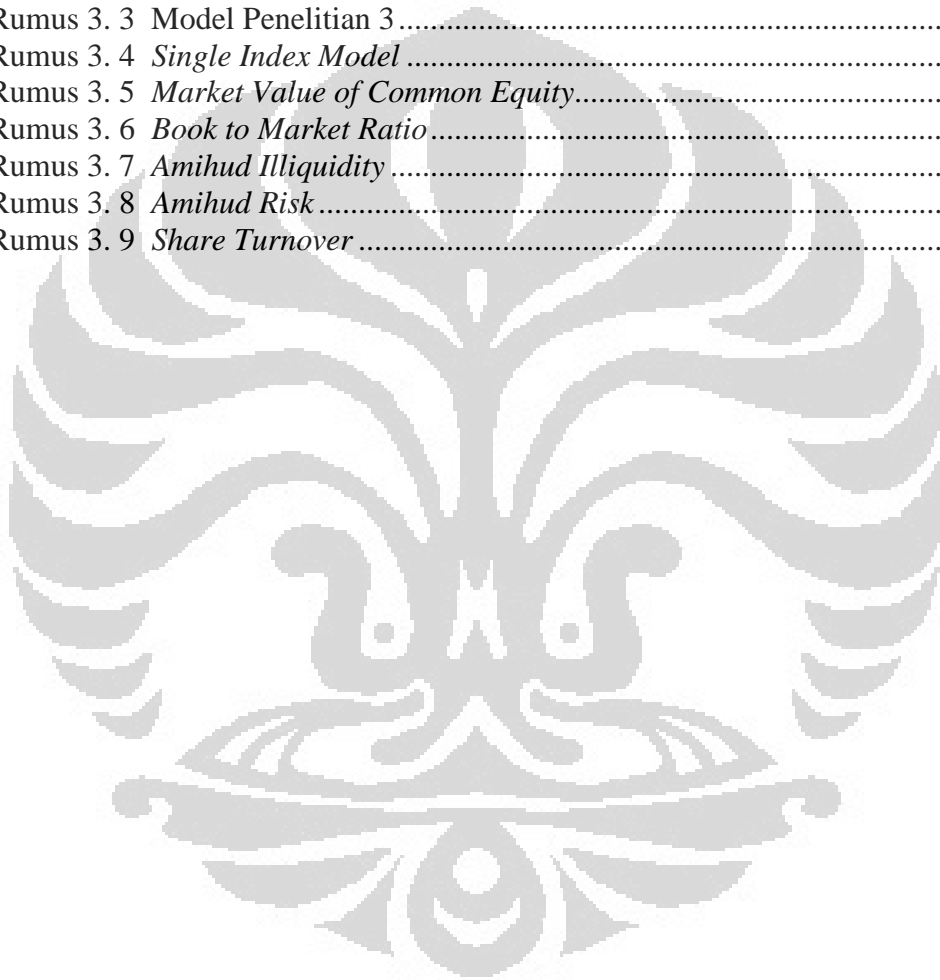 Rumus 3. 3 Model Penelitian 3 ..........................................................................
Rumus 3. 4 Single Index Model ..........................................................................
Rumus 3. 5 Market Value of Common Equity..................................................
Rumus 3. 6 Book to Market Ratio ......................................................................
Rumus 3. 7 Amihud Illiquidity ............................................................................
Rumus 3. 8 Amihud Risk ......................................................................................
Rumus 3. 9 Share Turnover .................................................................................